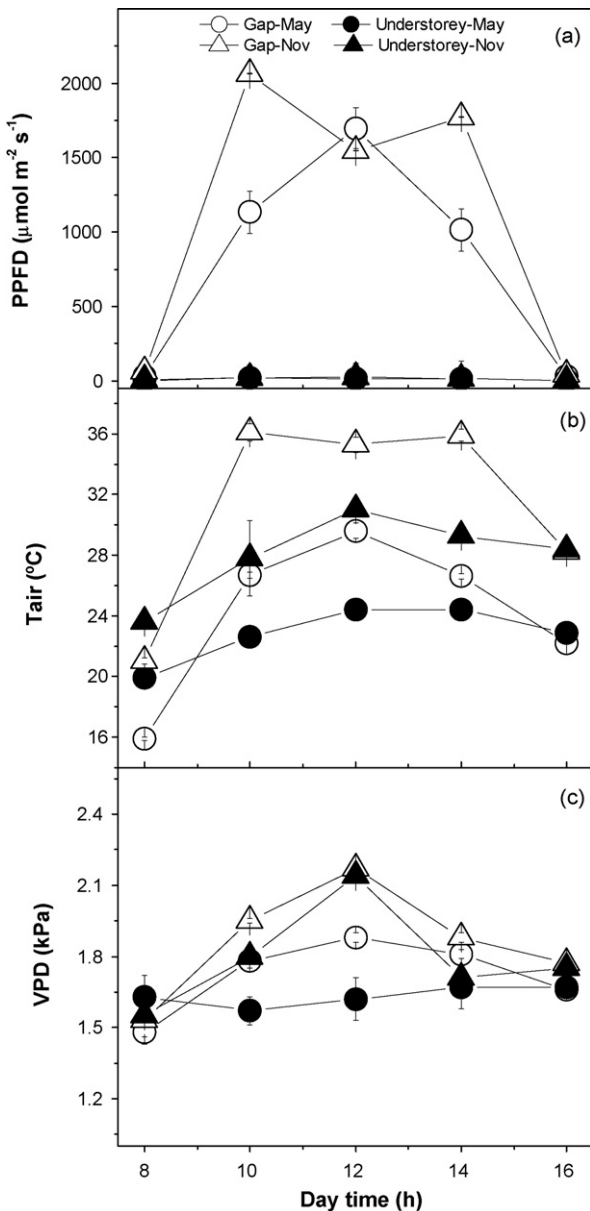 Gap-May Understorey-May
Gap-Nov Understorey-Nov
(a)
2000
1500
1000
500
0
PPFD (μmol m⁻² s⁻¹)
(b)
36
32
28
24
20
16
Tair (ºC)
(c)
2.4
2.1
1.8
1.5
1.2
VPD (kPa)
8 10 12 14 16
Day time (h)